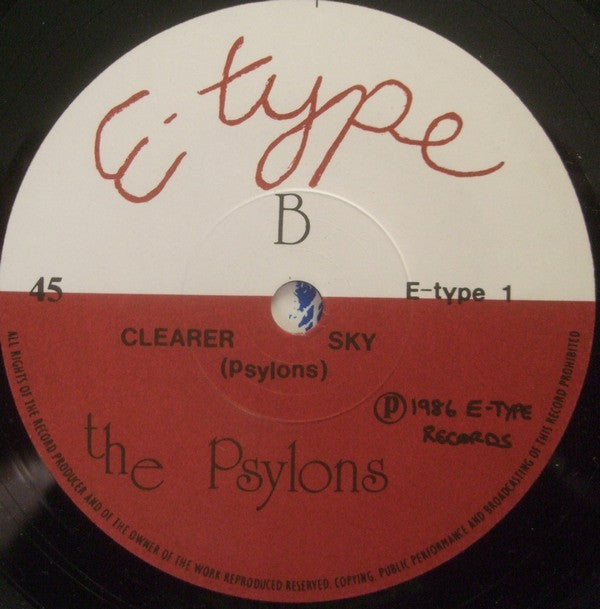 E-type
B
45 E-type 1
CLEARER SKY
(Psylons)
Ⓟ 1986 E-TYPE
RECORDS
the Psylons
ALL RIGHTS OF THE RECORD PRODUCER AND OF THE OWNER OF THE WORK REPRODUCED RESERVED. COPYING, PUBLIC PERFORMANCE AND BROADCASTING OF THIS RECORD PROHIBITED